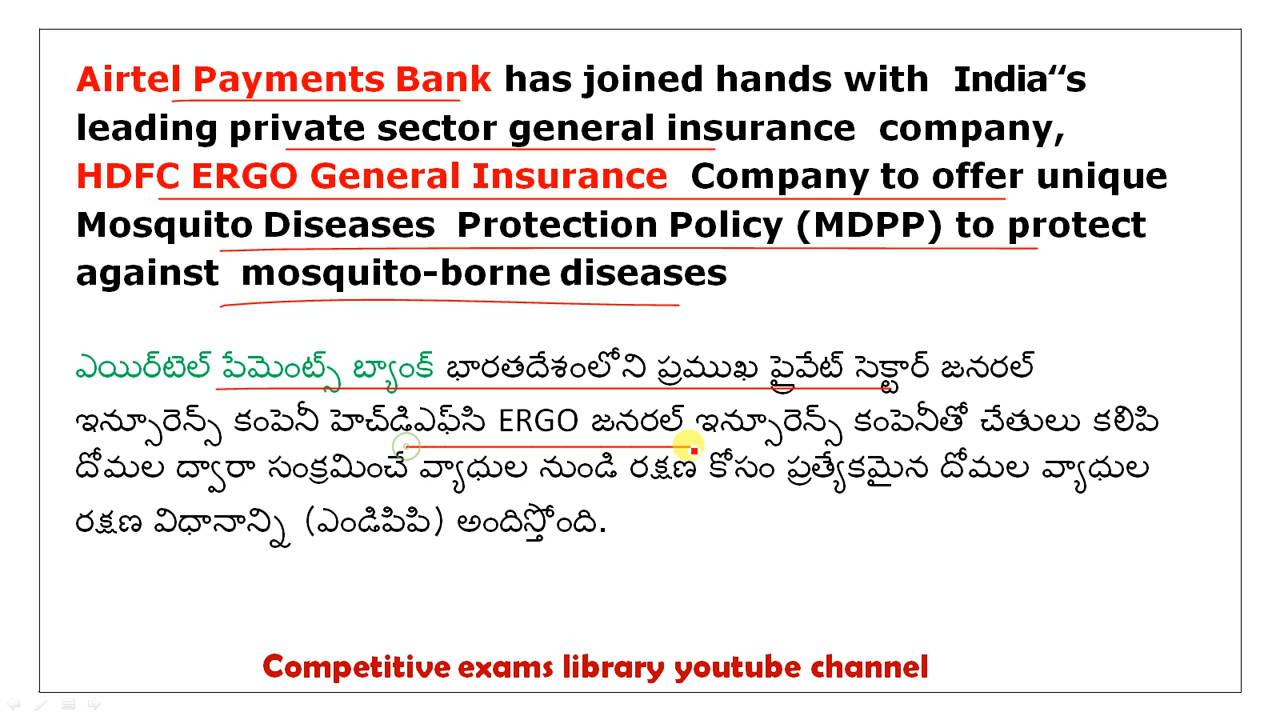 Airtel Payments Bank has joined hands with India“s
leading private sector general insurance company,
HDFC ERGO General Insurance Company to offer unique
Mosquito Diseases Protection Policy (MDPP) to protect
against mosquito-borne diseases
ఎయిర్‌టెల్ పేమెంట్స్ బ్యాంక్ భారతదేశంలోని ప్రముఖ ప్రైవేట్ సెక్టార్ జనరల్
ఇన్సూరెన్స్ కంపెనీ హెచ్‌డిఎఫ్‌సి ERGO జనరల్ ఇన్సూరెన్స్ కంపెనీతో చేతులు కలిపి
దోమల ద్వారా సంక్రమించే వ్యాధుల నుండి రక్షణ కోసం ప్రత్యేకమైన దోమల వ్యాధుల
రక్షణ విధానాన్ని (ఎండిపిపి) అందిస్తోంది.
Competitive exams library youtube channel